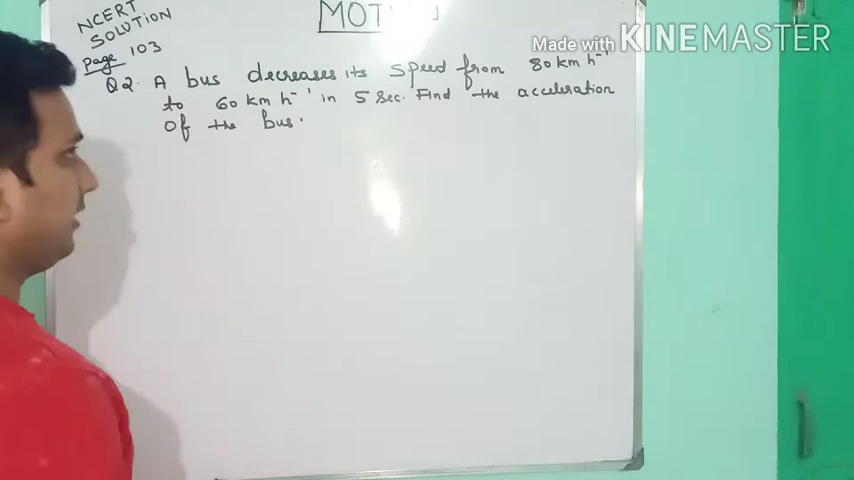 NCERT
SOLUTION
Page 103
MOT
Made with KINEMASTER
Q2. A bus decreases its speed from 80 km h⁻¹
to 60 km h⁻¹ in 5 sec. Find the acceleration
of the bus.